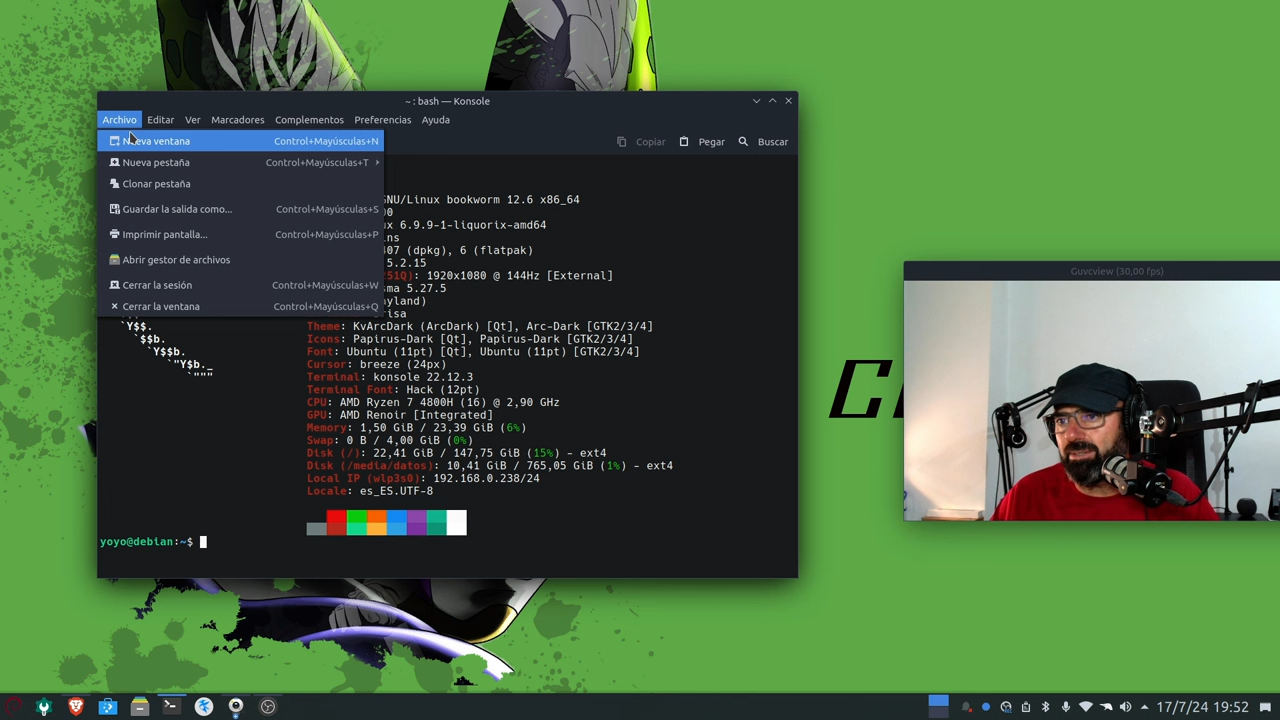 ~ : bash — Konsole
Archivo Editar Ver Marcadores Complementos Preferencias Ayuda
Nueva ventana Control+Mayúsculas+N
Copiar Pegar Buscar
Nueva pestaña Control+Mayúsculas+T
Clonar pestaña
Guardar la salida como... Control+Mayúsculas+S
Imprimir pantalla... Control+Mayúsculas+P
Abrir gestor de archivos
Cerrar la sesión Control+Mayúsculas+W
Cerrar la ventana Control+Mayúsculas+Q
GNU/Linux bookworm 12.6 x86_64
6.9.9-1-liquorix-amd64
(dpkg), 6 (flatpak)
5.2.15
: 1920x1080 @ 144Hz [External]
5.27.5
Theme: KvArcDark (ArcDark) [Qt], Arc-Dark [GTK2/3/4]
Icons: Papirus-Dark [Qt], Papirus-Dark [GTK2/3/4]
Font: Ubuntu (11pt) [Qt], Ubuntu (11pt) [GTK2/3/4]
Cursor: breeze (24px)
Terminal: konsole 22.12.3
Terminal Font: Hack (12pt)
CPU: AMD Ryzen 7 4800H (16) @ 2,90 GHz
GPU: AMD Renoir [Integrated]
Memory: 1,50 GiB / 23,39 GiB (6%)
Swap: 0 B / 4,00 GiB (0%)
Disk (/): 22,41 GiB / 147,75 GiB (15%) - ext4
Disk (/media/datos): 10,41 GiB / 765,05 GiB (1%) - ext4
Local IP (wlp3s0): 192.168.0.238/24
Locale: es_ES.UTF-8
yoyo@debian:~$
Guvcview (30,00 fps)
17/7/24 19:52